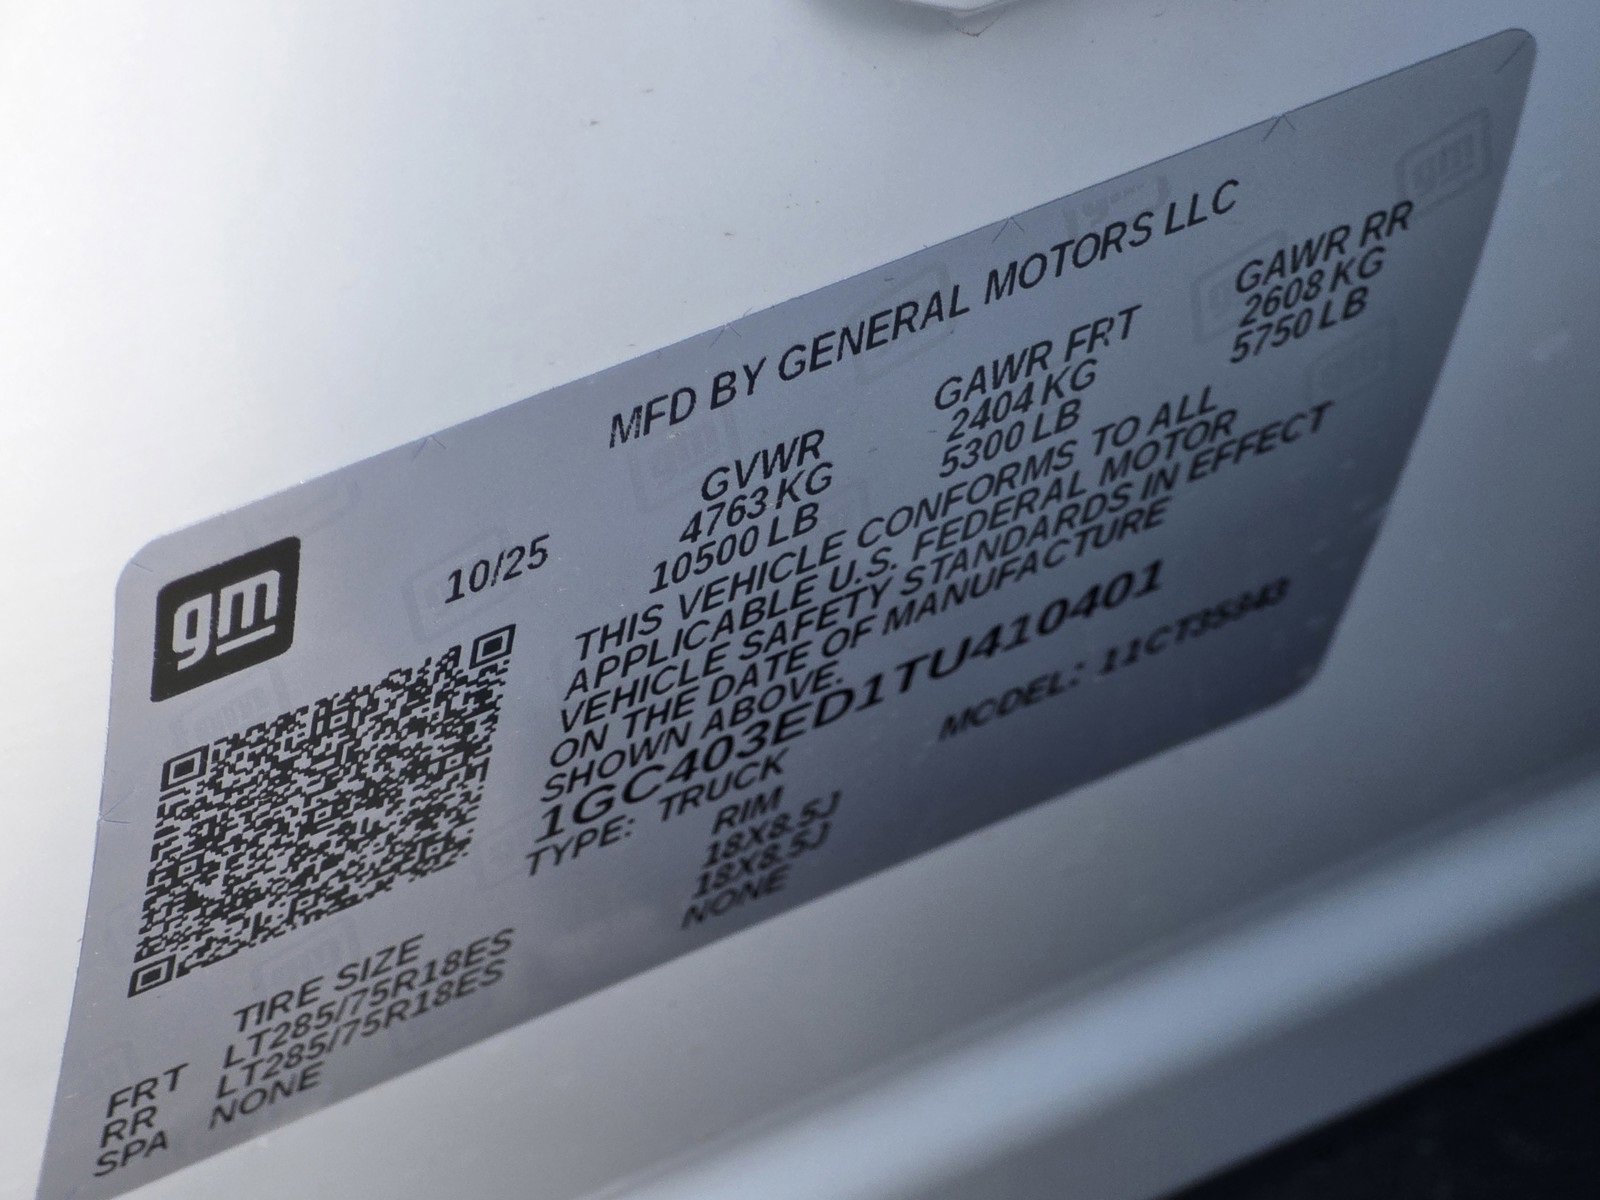 MFD BY GENERAL MOTORS LLC
gm
10/25
GVWR
4763 KG
10500 LB
GAWR FRT
2404 KG
5300 LB
GAWR RR
2608 KG
5750 LB
THIS VEHICLE CONFORMS TO ALL
APPLICABLE U.S. FEDERAL MOTOR
VEHICLE SAFETY STANDARDS IN EFFECT
ON THE DATE OF MANUFACTURE
SHOWN ABOVE.
1GC403ED1TU410401
TYPE: TRUCK
MODEL:
TIRE SIZE
RIM
FRT LT285/75R18ES 18X8.5J
RR LT285/75R18ES 18X8.5J
SPA NONE NONE